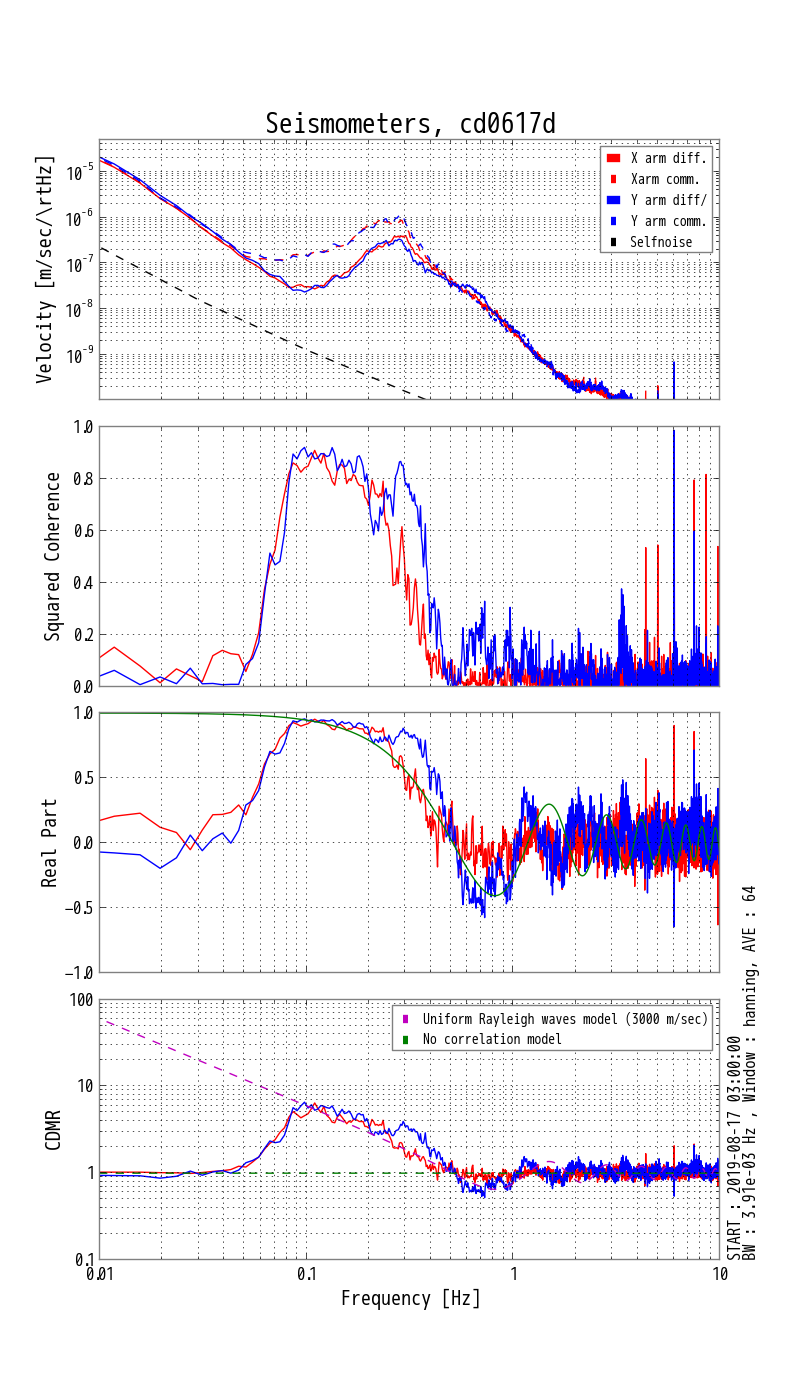 Seismometers, cd0617d
Velocity [m/sec/\rtHz]
10-5
10-6
10-7
10-8
10-9
X arm diff.
Xarm comm.
Y arm diff/
Y arm comm.
Selfnoise
Squared Coherence
1.0
0.8
0.6
0.4
0.2
0.0
Real Part
1.0
0.5
0.0
−0.5
−1.0
CDMR
100
10
1
0.1
Uniform Rayleigh waves model (3000 m/sec)
No correlation model
0.01
0.1
1
10
Frequency [Hz]
START : 2019-08-17 03:00:00
BW : 3.91e-03 Hz , Window : hanning, AVE : 64